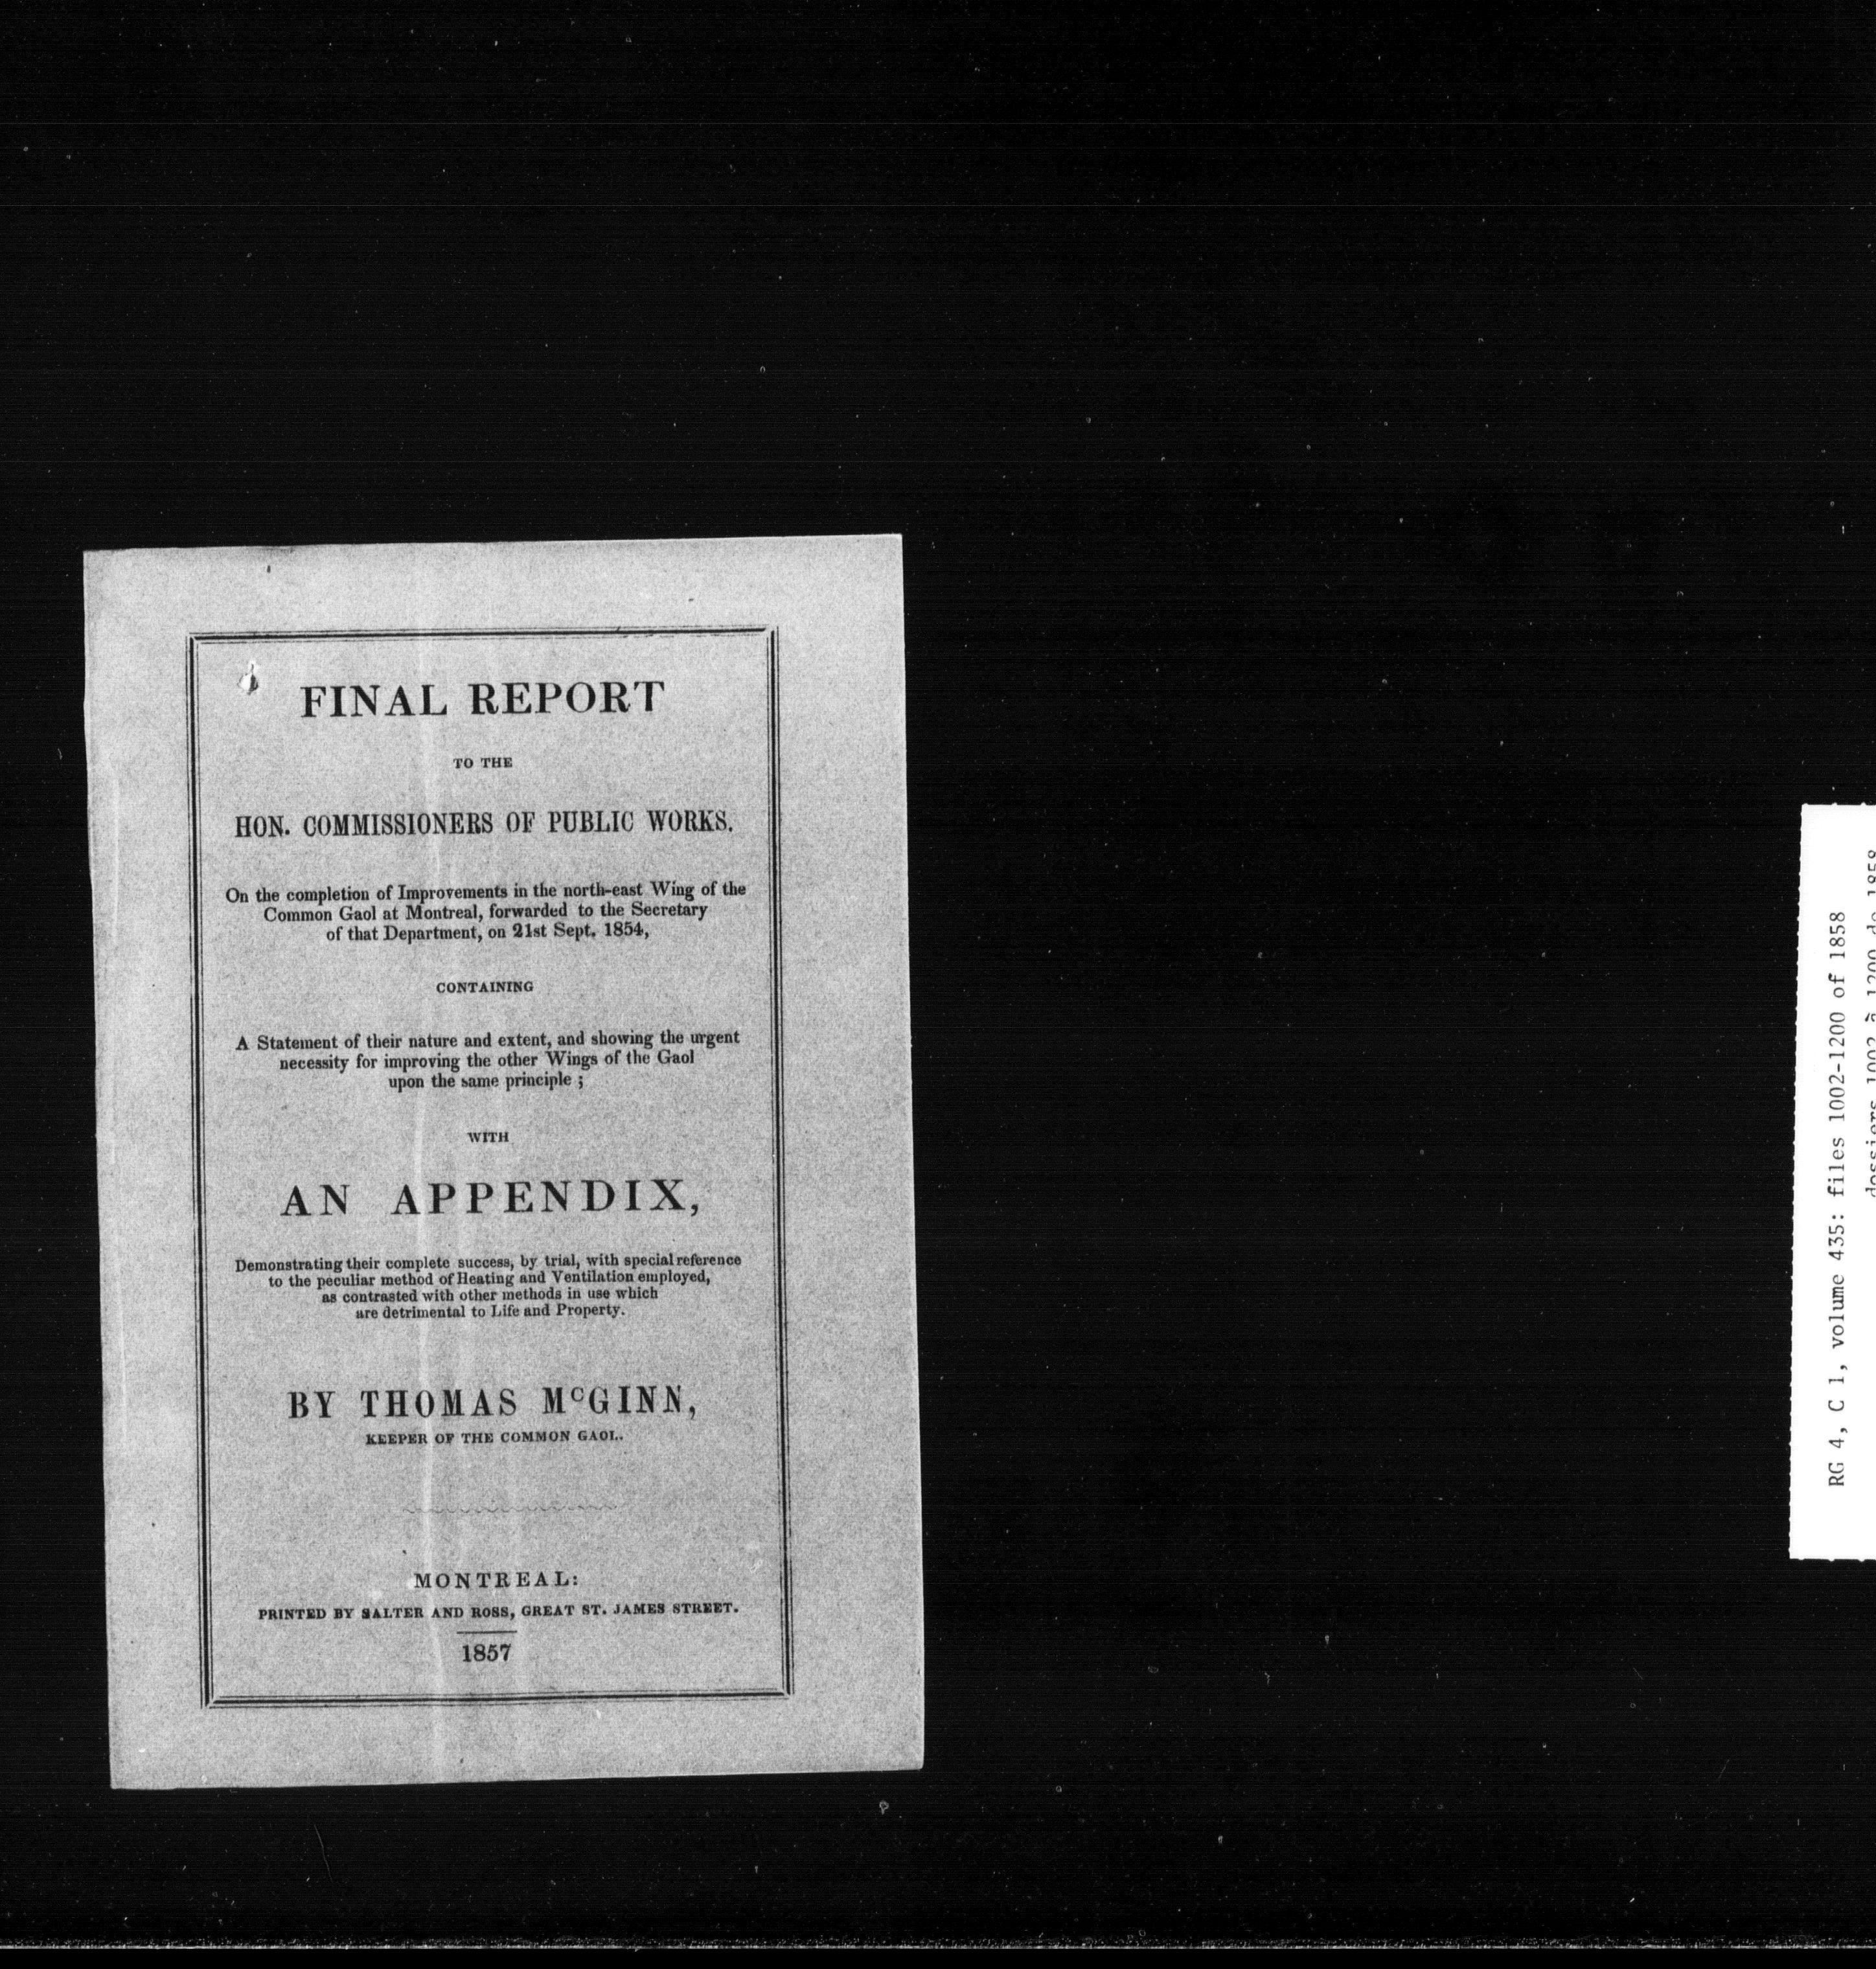 FINAL REPORT
TO THE
HON. COMMISSIONERS OF PUBLIC WORKS.
On the completion of Improvements in the north-east Wing of the
Common Gaol at Montreal, forwarded to the Secretary
of that Department, on 21st Sept. 1854,
CONTAINING
A Statement of their nature and extent, and showing the urgent
necessity for improving the other Wings of the Gaol
upon the same principle ;
WITH
AN APPENDIX,
Demonstrating their complete success, by trial, with special reference
to the peculiar method of Heating and Ventilation employed,
as contrasted with other methods in use which
are detrimental to Life and Property.
BY THOMAS McGINN,
KEEPER OF THE COMMON GAOL.
MONTREAL:
PRINTED BY SALTER AND ROSS, GREAT ST. JAMES STREET.
1857
RG 4, C 1, volume 435: files 1002-1200 of 1858
dossiers 1002 à 1200 de 1858